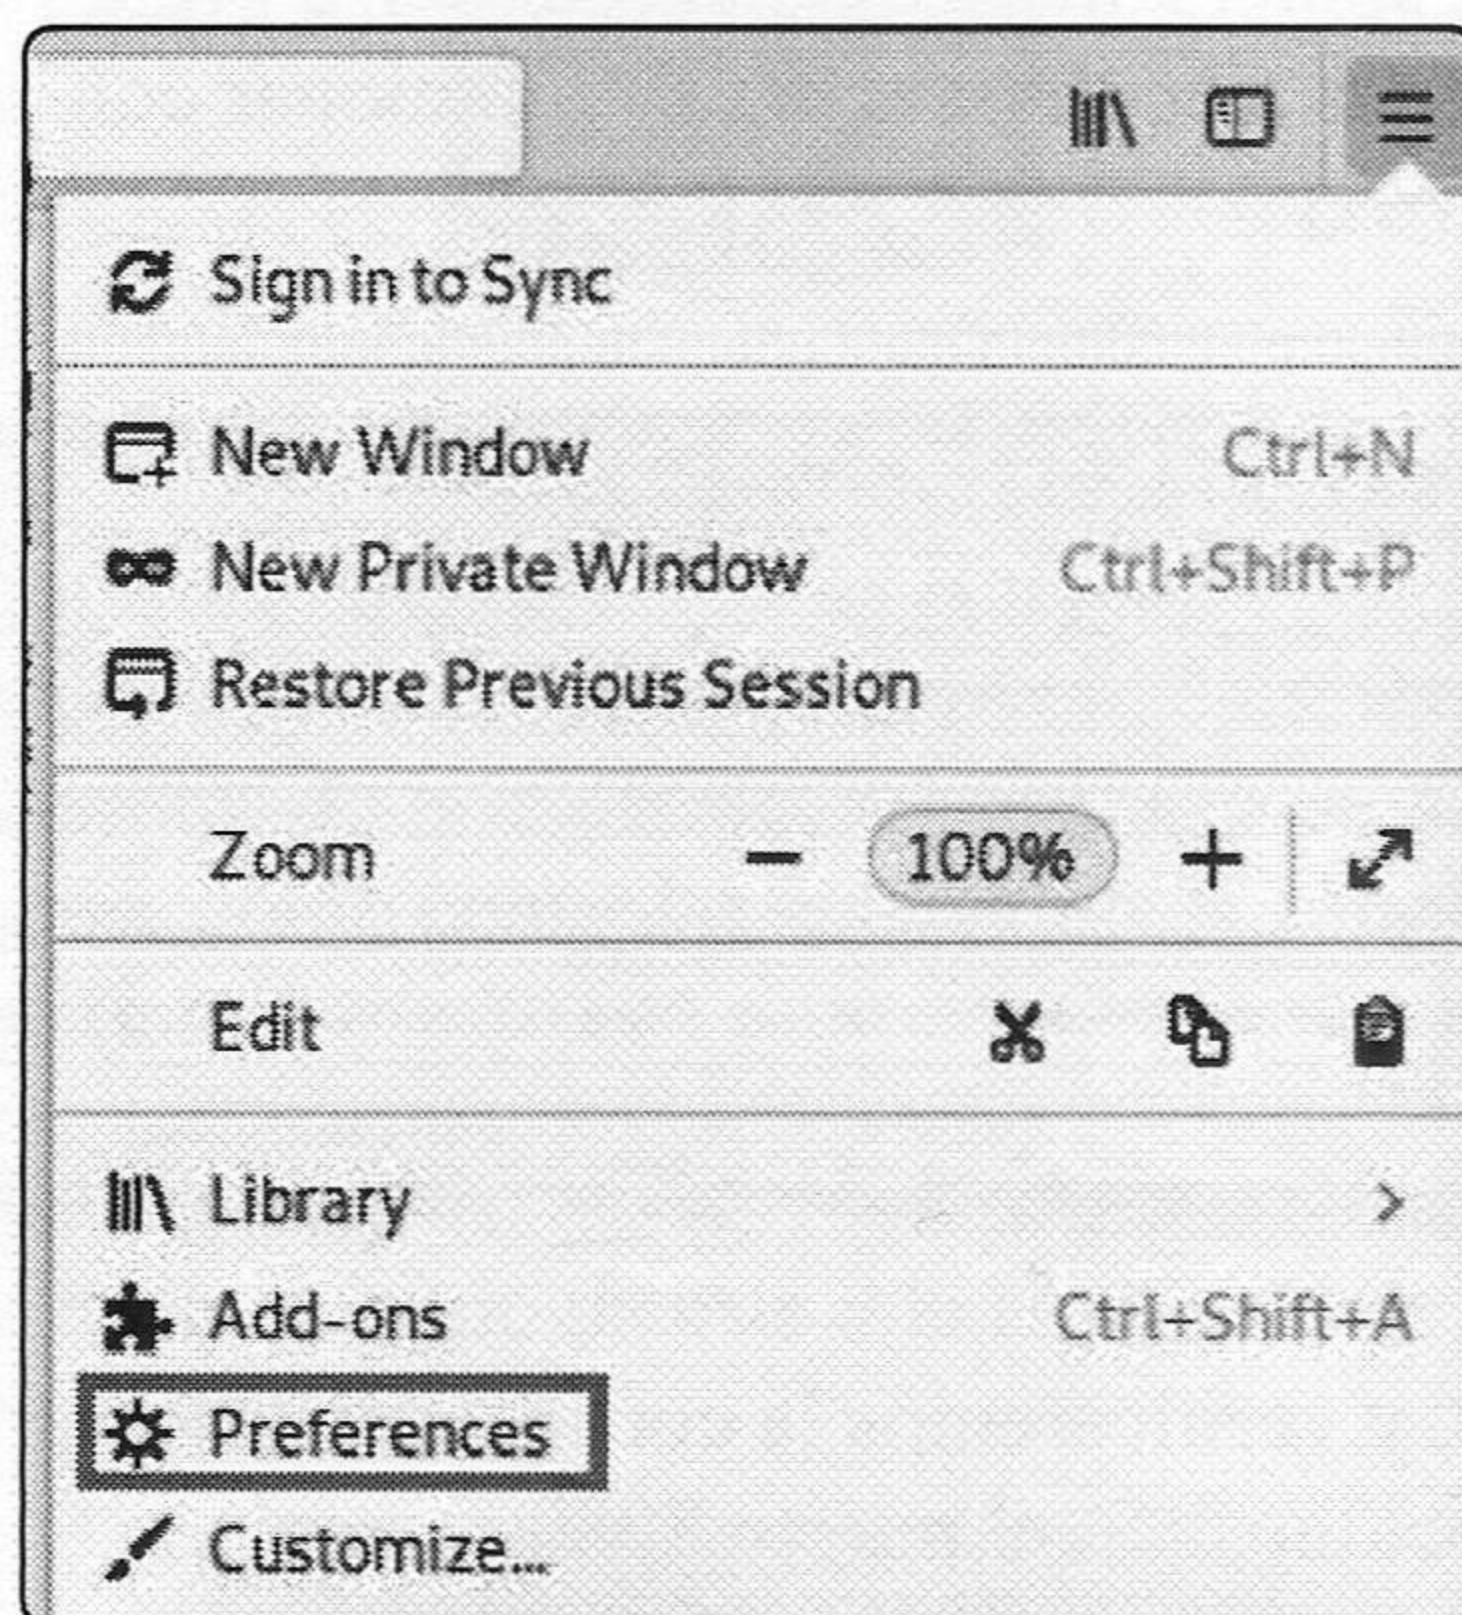 Sign in to Sync
New Window Ctrl+N
New Private Window Ctrl+Shift+P
Restore Previous Session
Zoom 100%
Edit
Library
Add-ons Ctrl+Shift+A
Preferences
Customize...